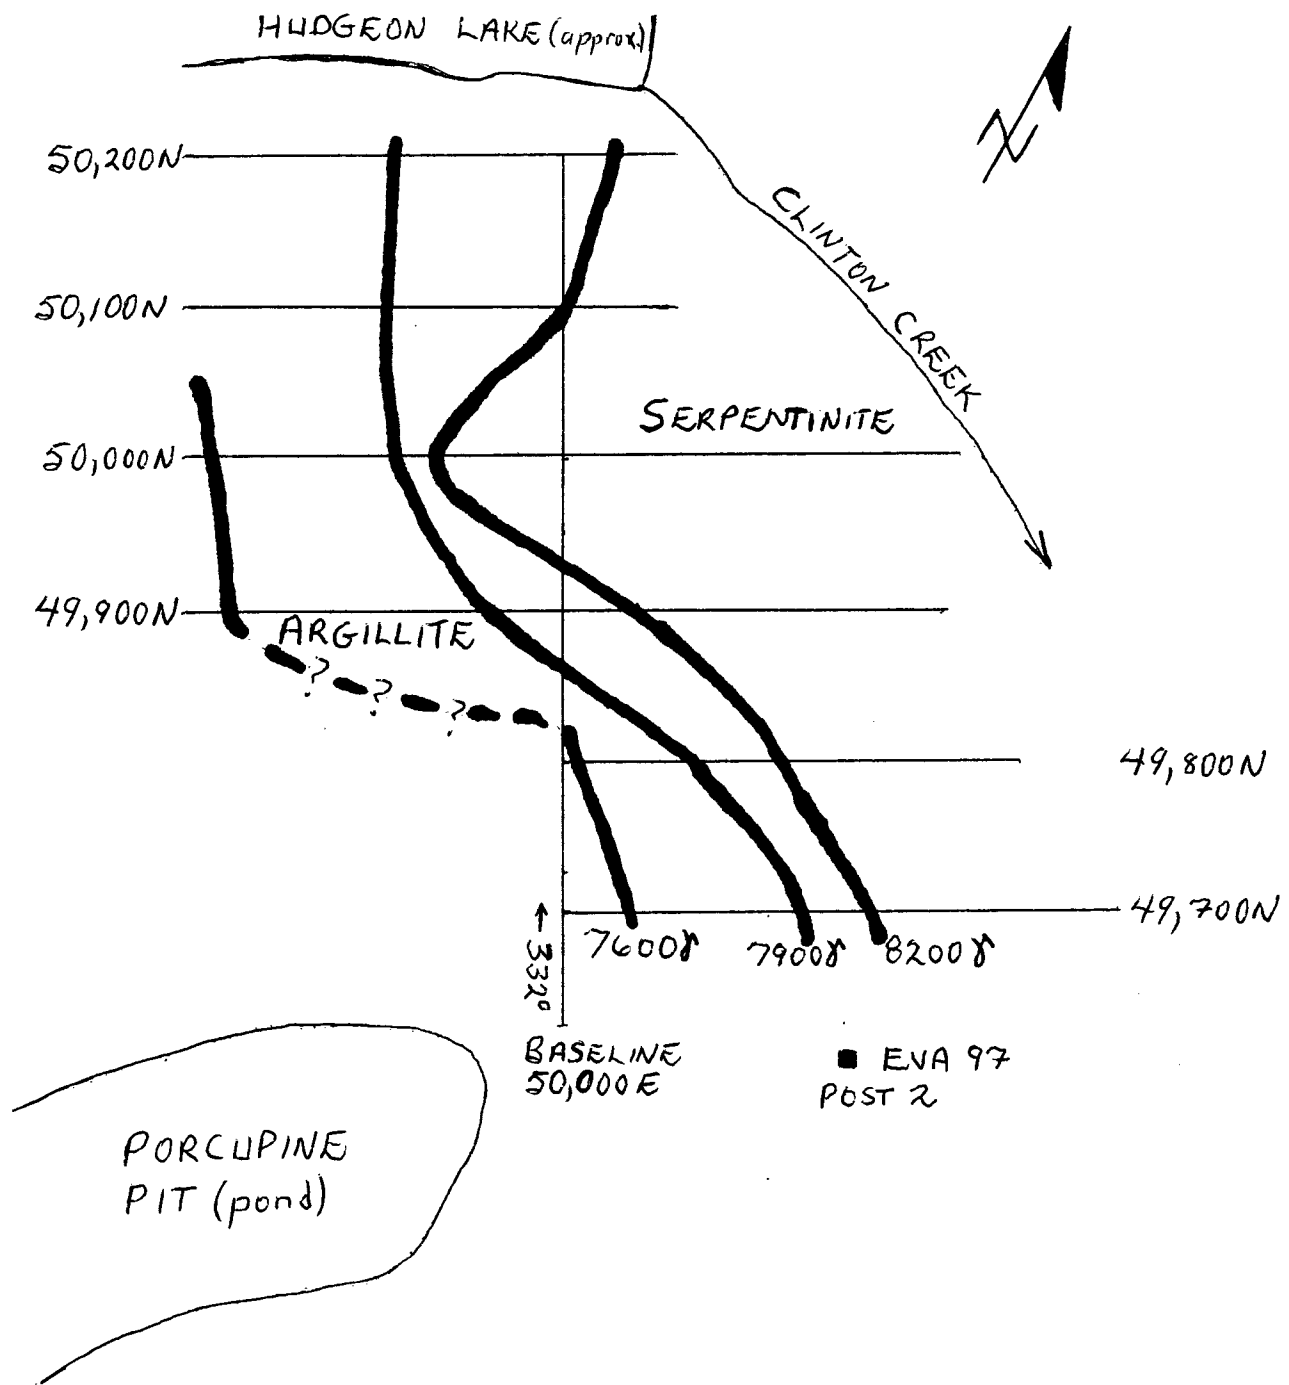 HUDGEON LAKE (approx.)
N
50,200N
CLINTON CREEK
50,100N
SERPENTINITE
50,000N
49,900N
ARGILLITE
? ? ?
49,800N
49,700N
7600γ 7900γ 8200γ
←332°
BASELINE
50,000E
EVA 97
POST 2
PORCUPINE
PIT (pond)